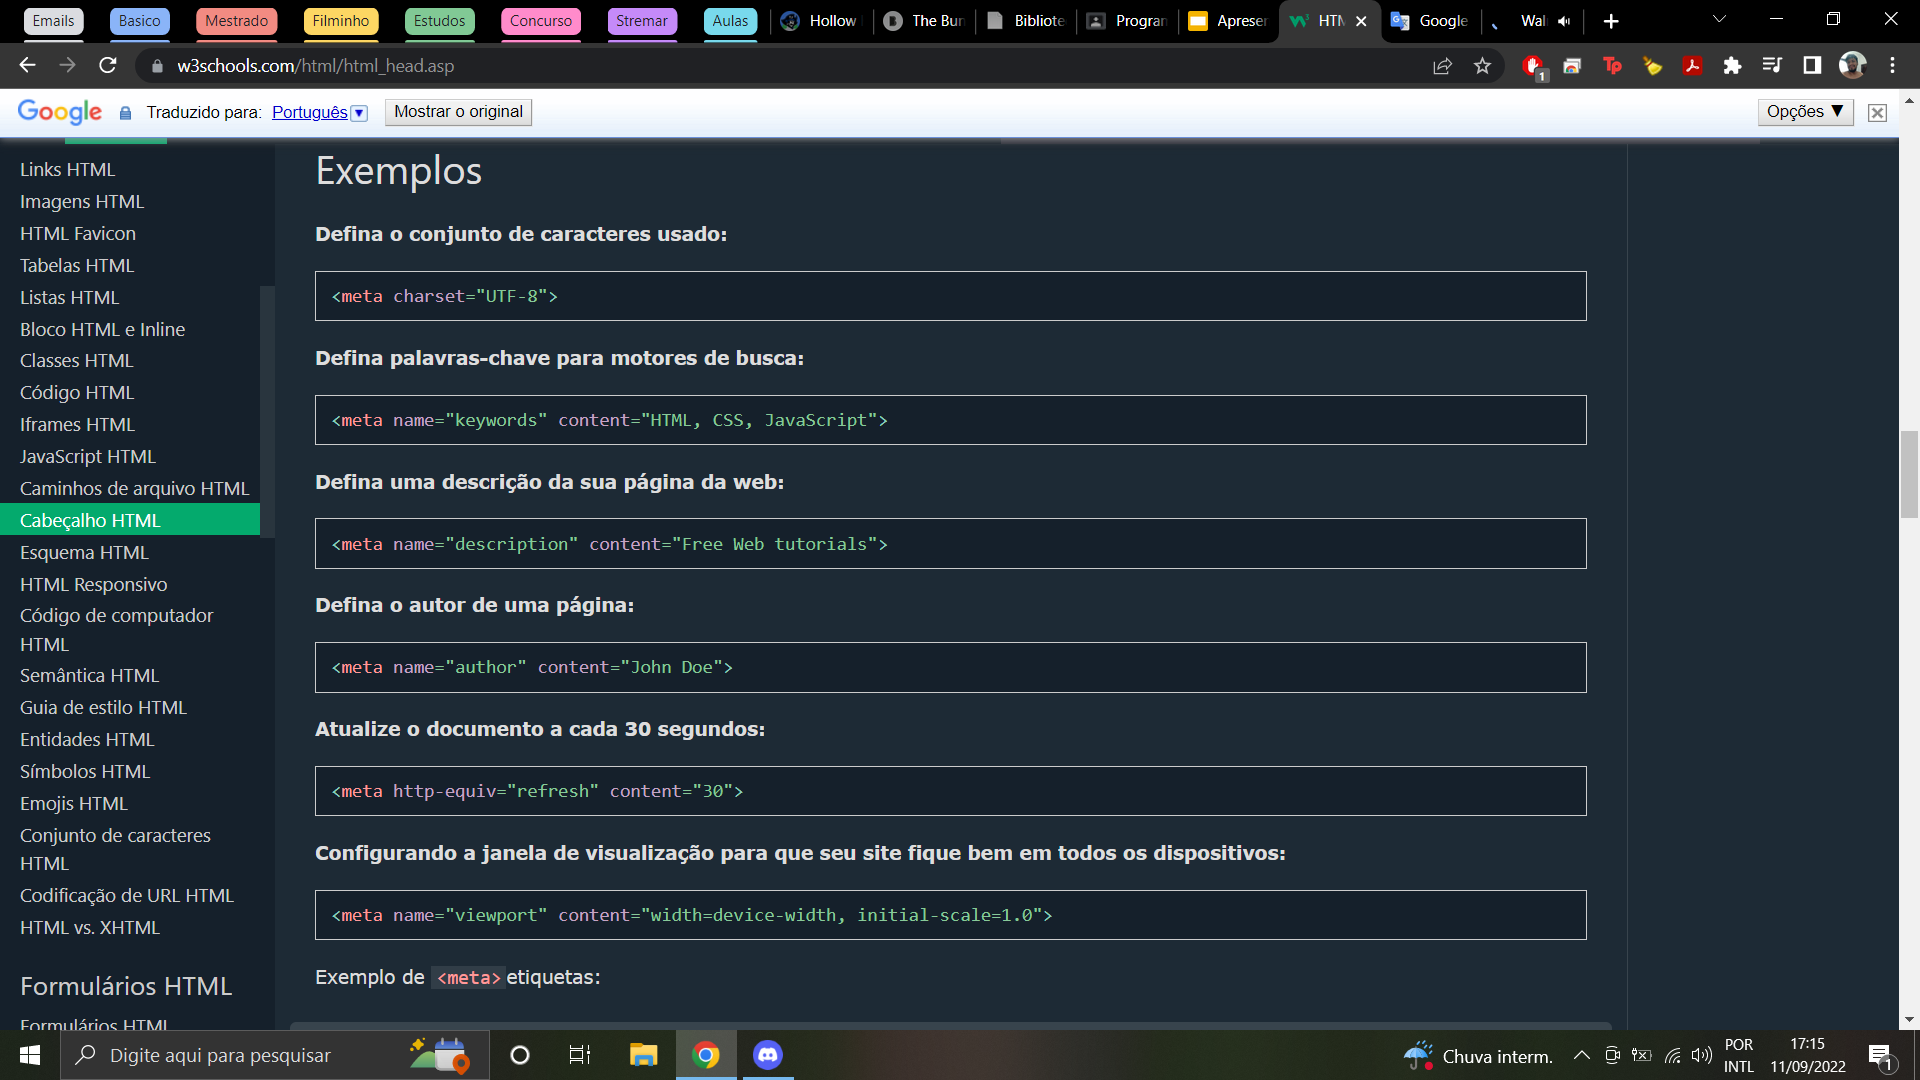 Emails Basico Mestrado Filminho Estudos Concurso Stremar Aulas Hollow The Bun Bibliote Program Apreser HTM Google Wal
w3schools.com/html/html_head.asp 1
Google Traduzido para: Português Mostrar o original Opções ▼
Links HTML
Imagens HTML
HTML Favicon
Tabelas HTML
Listas HTML
Bloco HTML e Inline
Classes HTML
Código HTML
Iframes HTML
JavaScript HTML
Caminhos de arquivo HTML
Cabeçalho HTML
Esquema HTML
HTML Responsivo
Código de computador
HTML
Semântica HTML
Guia de estilo HTML
Entidades HTML
Símbolos HTML
Emojis HTML
Conjunto de caracteres
HTML
Codificação de URL HTML
HTML vs. XHTML
Formulários HTML
Formulários HTML
Exemplos
Defina o conjunto de caracteres usado:
<meta charset="UTF-8">
Defina palavras-chave para motores de busca:
<meta name="keywords" content="HTML, CSS, JavaScript">
Defina uma descrição da sua página da web:
<meta name="description" content="Free Web tutorials">
Defina o autor de uma página:
<meta name="author" content="John Doe">
Atualize o documento a cada 30 segundos:
<meta http-equiv="refresh" content="30">
Configurando a janela de visualização para que seu site fique bem em todos os dispositivos:
<meta name="viewport" content="width=device-width, initial-scale=1.0">
Exemplo de <meta> etiquetas:
Digite aqui para pesquisar
Chuva interm.
POR
INTL
17:15
11/09/2022
1